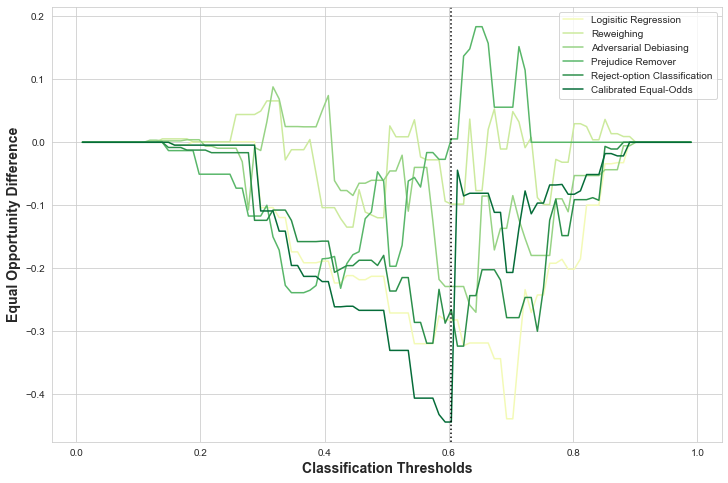 0.2
0.1
0.0
−0.1
−0.2
−0.3
−0.4
Equal Opportunity Difference
Logisitic Regression
Reweighing
Adversarial Debiasing
Prejudice Remover
Reject-option Classification
Calibrated Equal-Odds
0.0 0.2 0.4 0.6 0.8 1.0
Classification Thresholds